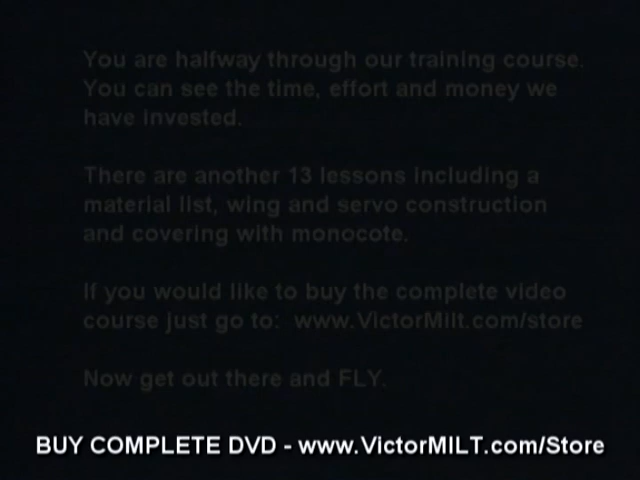 You are halfway through our training course.
You can see the time, effort and money we
have invested.
There are another 13 lessons including a
material list, wing and servo construction
and covering with monocote.
If you would like to buy the complete video
course just go to: www.VictorMilt.com/store
Now get out there and FLY.
BUY COMPLETE DVD - www.VictorMILT.com/Store